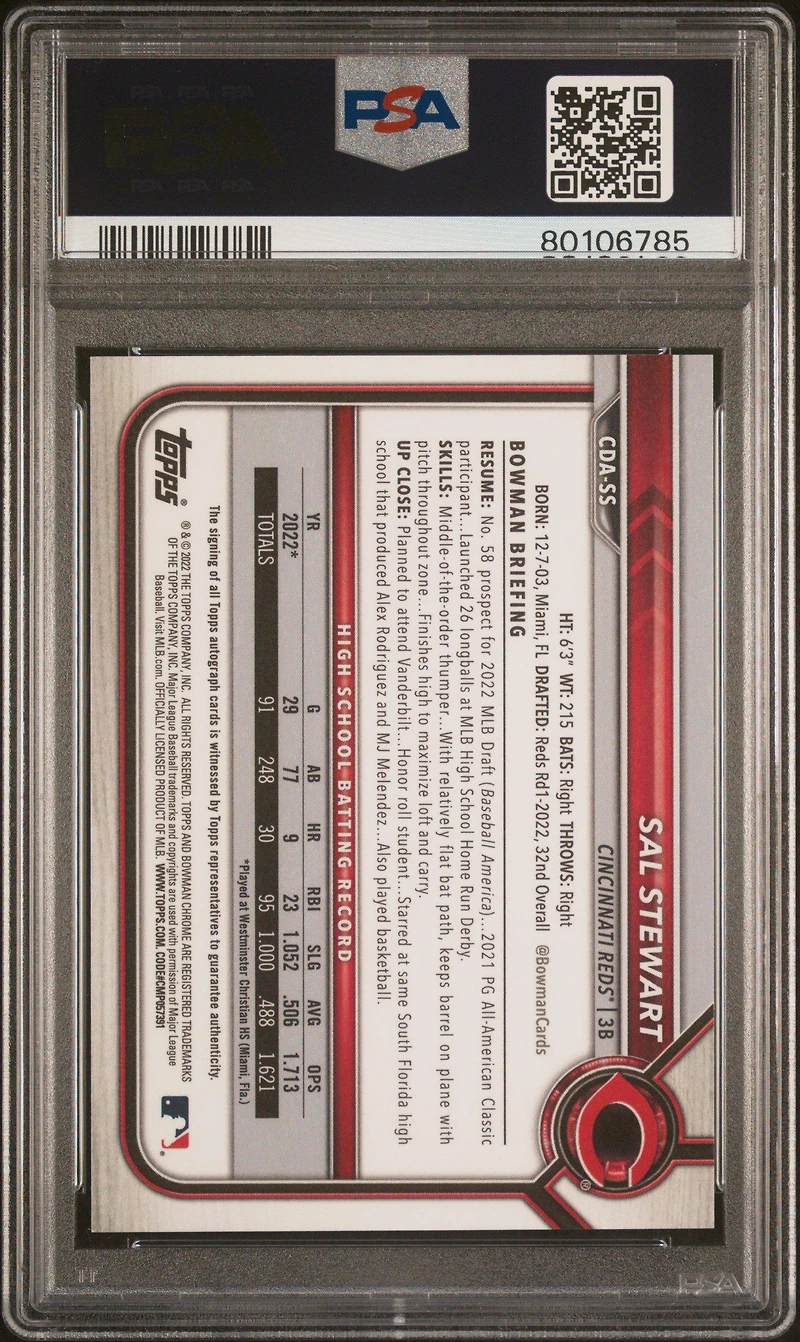 PSA PSA PSA
PSA
PSA PSA PSA
PSA
80106785
SAL STEWART
CDA-SS
CINCINNATI REDS® | 3B
HT: 6'3" WT: 215 BATS: Right THROWS: Right
BORN: 12-7-03, Miami, FL DRAFTED: Reds Rd1-2022, 32nd Overall @BowmanCards
BOWMAN BRIEFING
RESUME: No. 58 prospect for 2022 MLB Draft (Baseball America)...2021 PG All-American Classic
participant...Launched 26 longballs at MLB High School Home Run Derby.
SKILLS: Middle-of-the-order thumper...With relatively flat bat path, keeps barrel on plane with
pitch throughout zone...Finishes high to maximize loft and carry.
UP CLOSE: Planned to attend Vanderbilt...Honor roll student...Starred at same South Florida high
school that produced Alex Rodriguez and MJ Melendez...Also played basketball.
HIGH SCHOOL BATTING RECORD
YR G AB HR RBI SLG AVG OPS
2022* 29 77 9 23 1.052 .506 1.713
TOTALS 91 248 30 95 1.000 .488 1.621
*Played at Westminster Christian HS (Miami, Fla.)
The signing of all Topps autograph cards is witnessed by Topps representatives to guarantee authenticity.
topps®
® & © 2022 THE TOPPS COMPANY, INC. ALL RIGHTS RESERVED. TOPPS AND BOWMAN CHROME ARE REGISTERED TRADEMARKS
OF THE TOPPS COMPANY, INC. Major League Baseball trademarks and copyrights are used with permission of Major League
Baseball. Visit MLB.com. OFFICIALLY LICENSED PRODUCT OF MLB. WWW.TOPPS.COM. CODE#CMP057391
PSA